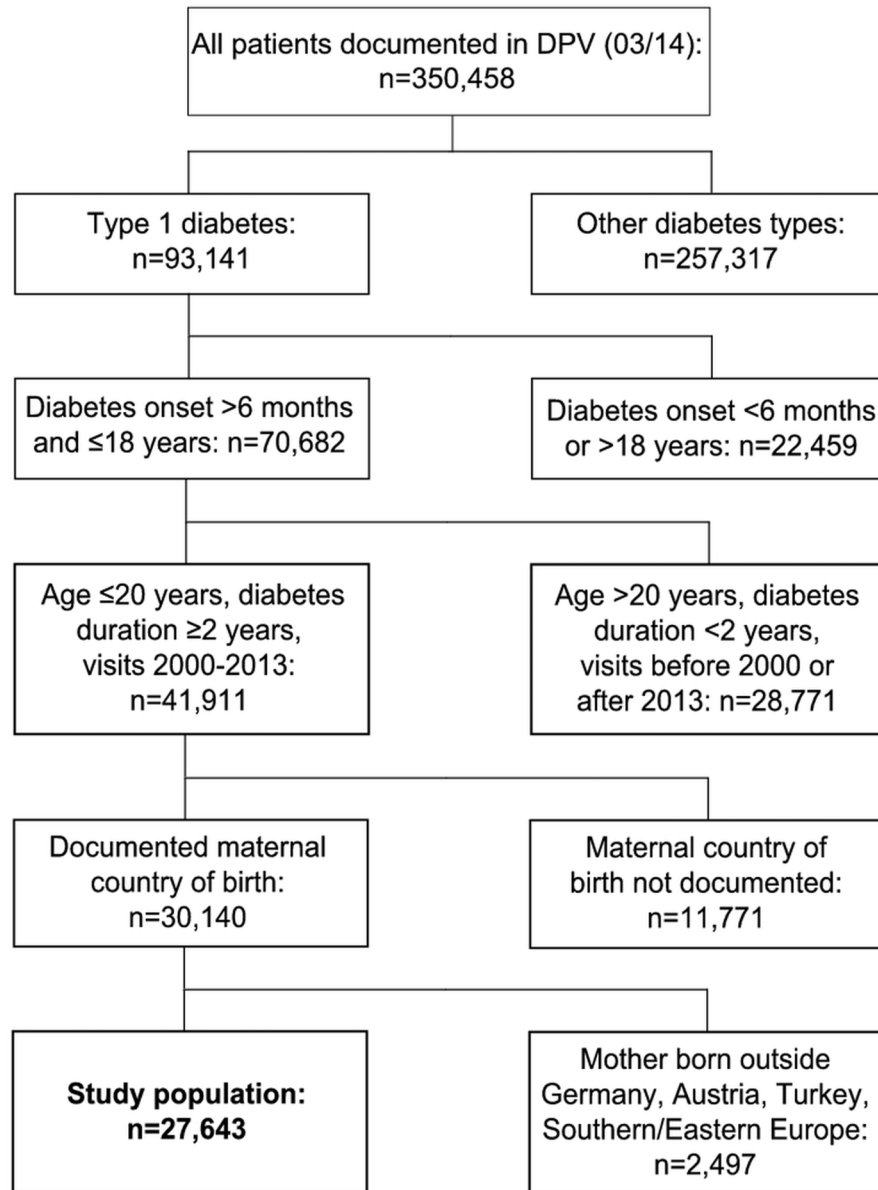 All patients documented in DPV (03/14):
n=350,458
Type 1 diabetes:
n=93,141
Other diabetes types:
n=257,317
Diabetes onset >6 months
and ≤18 years: n=70,682
Diabetes onset <6 months
or >18 years: n=22,459
Age ≤20 years, diabetes
duration ≥2 years,
visits 2000-2013:
n=41,911
Age >20 years, diabetes
duration <2 years,
visits before 2000 or
after 2013: n=28,771
Documented maternal
country of birth:
n=30,140
Maternal country of
birth not documented:
n=11,771
Study population:
n=27,643
Mother born outside
Germany, Austria, Turkey,
Southern/Eastern Europe:
n=2,497